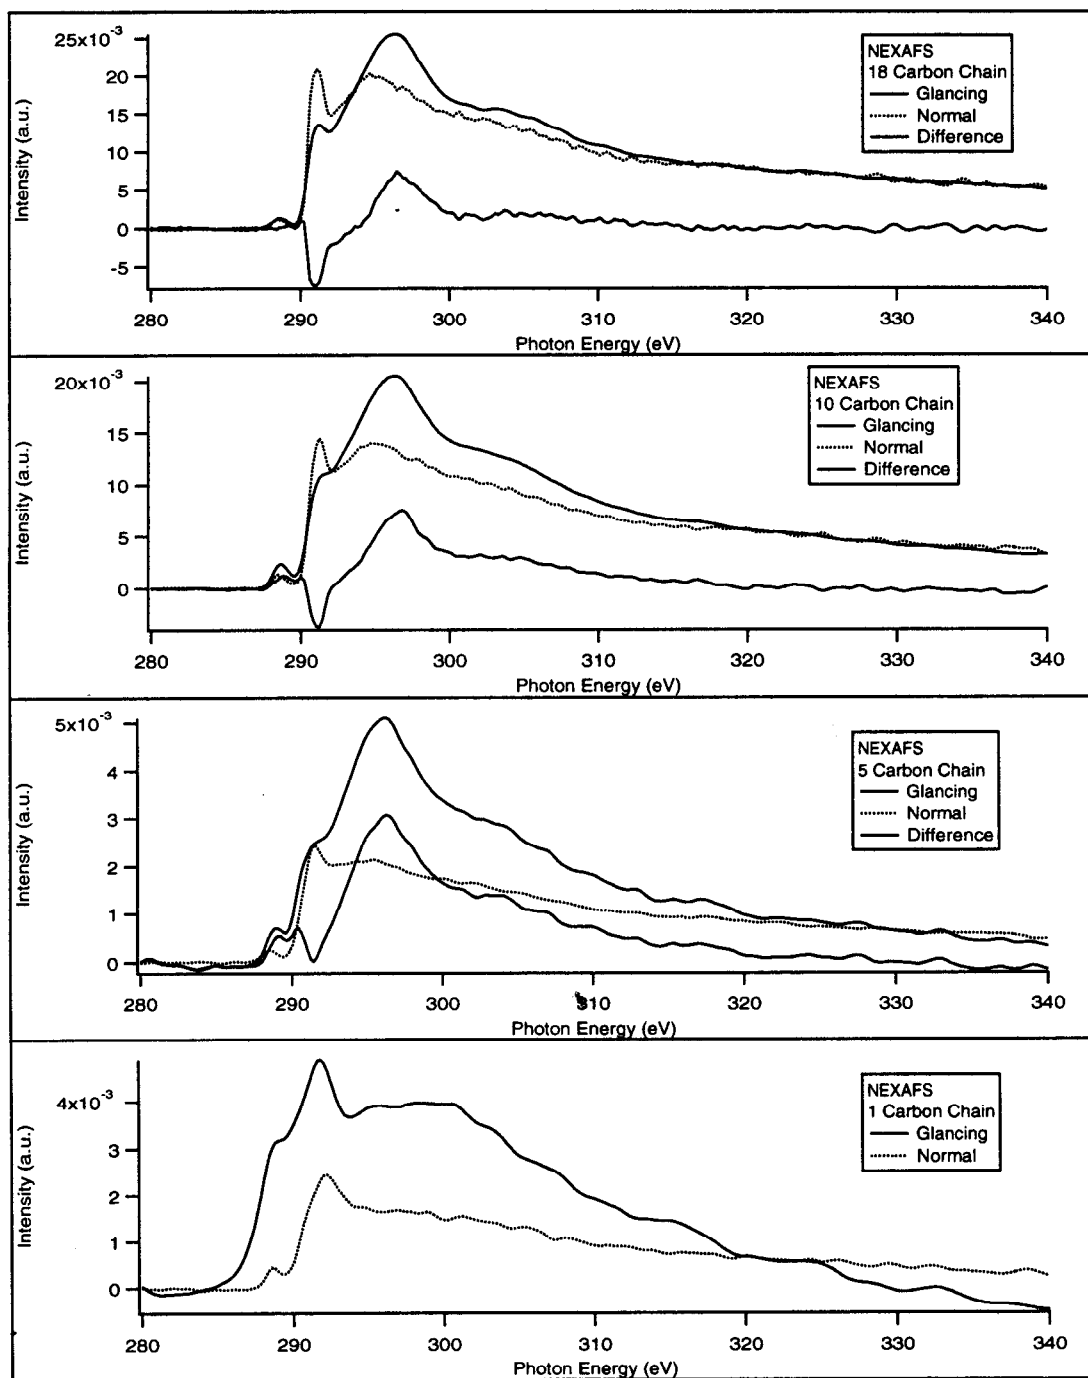 25x10⁻³
20
15
10
5
0
-5
Intensity (a.u.)
280 290 300 310 320 330 340
Photon Energy (eV)
NEXAFS
18 Carbon Chain
Glancing
Normal
Difference
20x10⁻³
15
10
5
0
Intensity (a.u.)
280 290 300 310 320 330 340
Photon Energy (eV)
NEXAFS
10 Carbon Chain
Glancing
Normal
Difference
5x10⁻³
4
3
2
1
0
Intensity (a.u.)
280 290 300 310 320 330 340
Photon Energy (eV)
NEXAFS
5 Carbon Chain
Glancing
Normal
Difference
4x10⁻³
3
2
1
0
Intensity (a.u.)
280 290 300 310 320 330 340
Photon Energy (eV)
NEXAFS
1 Carbon Chain
Glancing
Normal